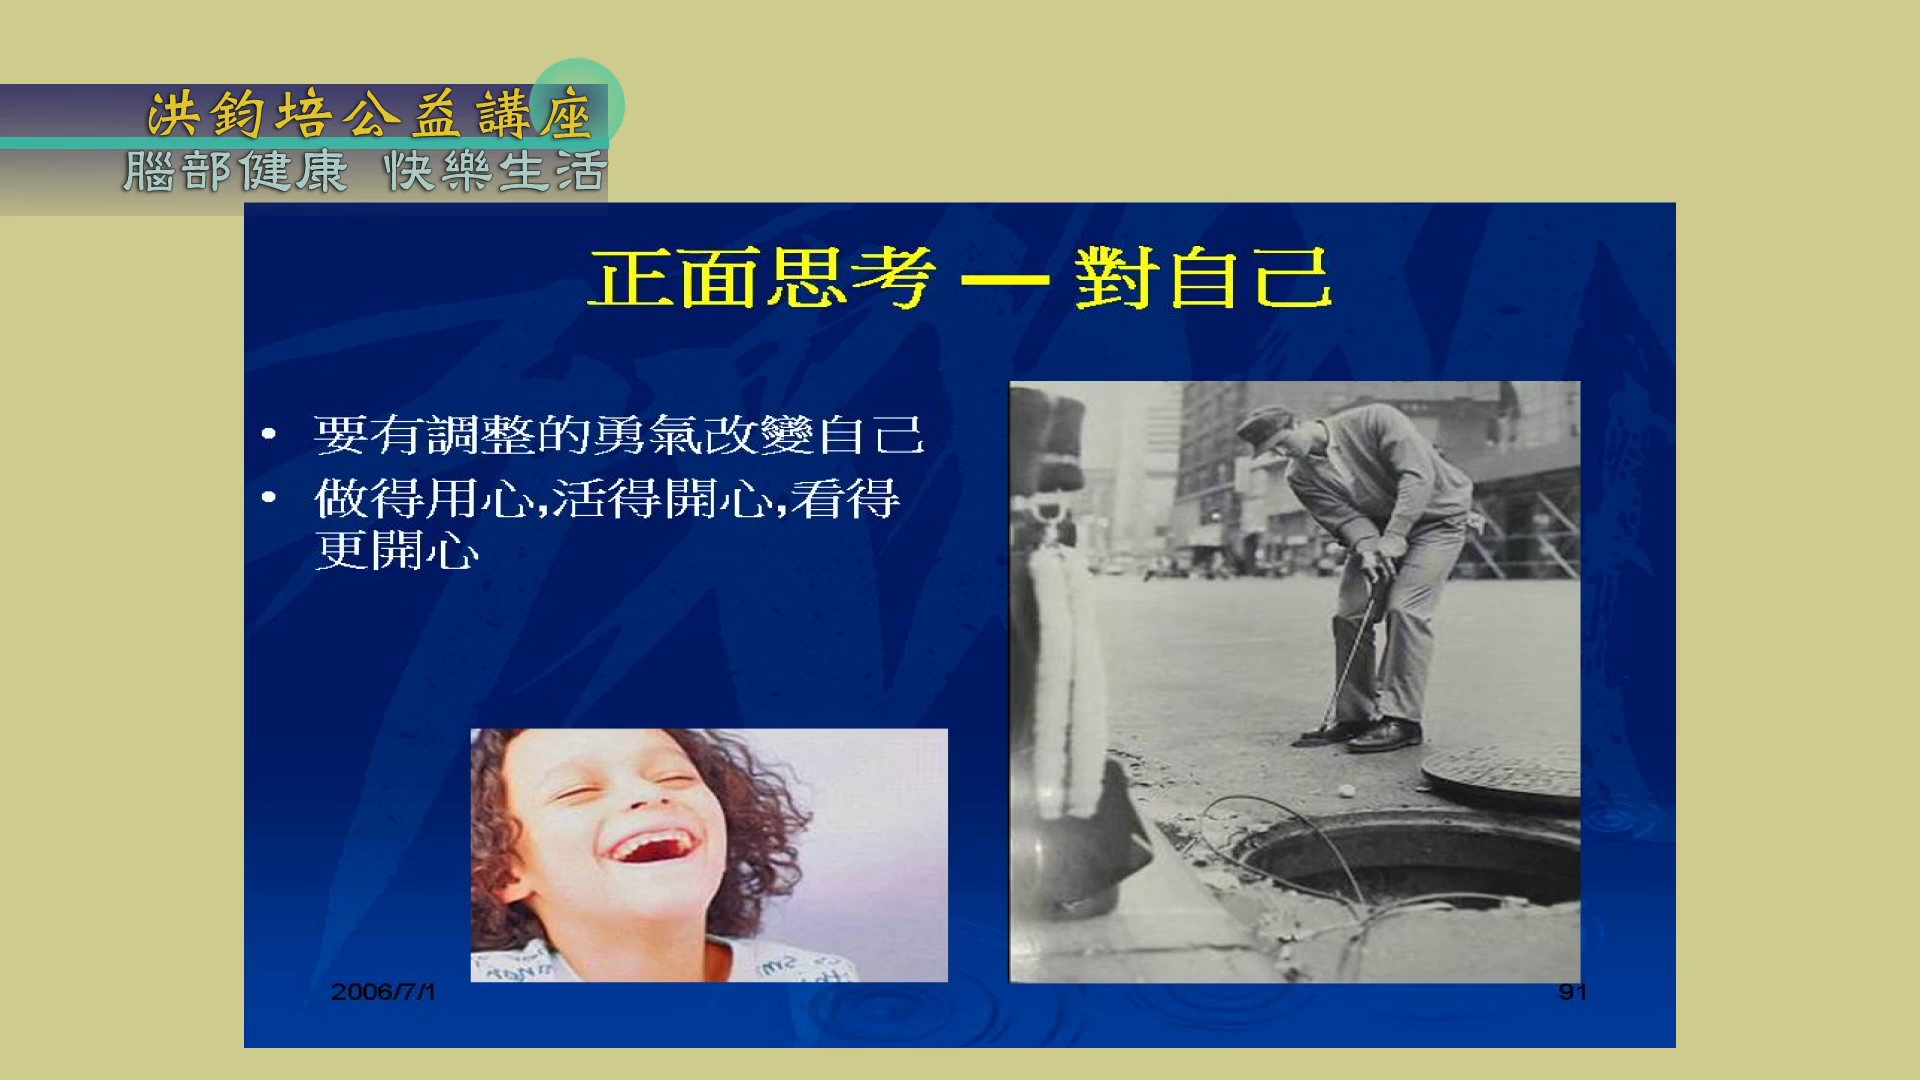 洪鈞培公益講座
腦部健康 快樂生活
正面思考 — 對自己
• 要有調整的勇氣改變自己
• 做得用心,活得開心,看得
更開心
2006/7/1
91